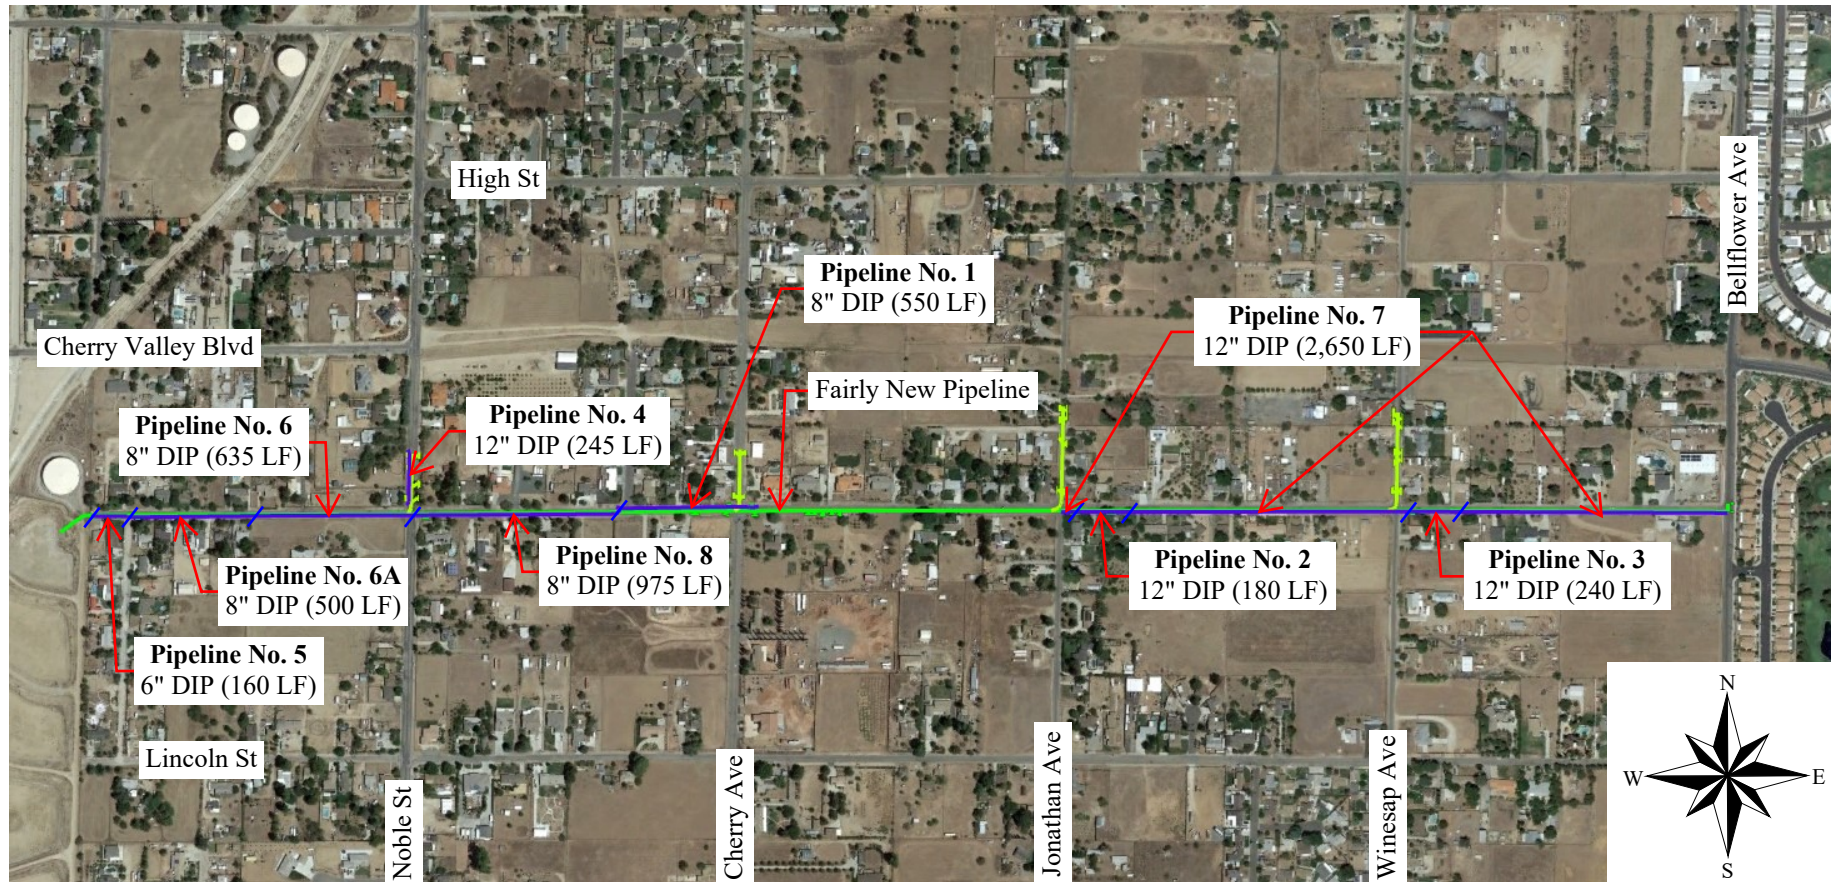 High St
Bellflower Ave
Pipeline No. 1
8" DIP (550 LF)
Pipeline No. 7
12" DIP (2,650 LF)
Cherry Valley Blvd
Fairly New Pipeline
Pipeline No. 6
8" DIP (635 LF)
Pipeline No. 4
12" DIP (245 LF)
Pipeline No. 6A
8" DIP (500 LF)
Pipeline No. 8
8" DIP (975 LF)
Pipeline No. 2
12" DIP (180 LF)
Pipeline No. 3
12" DIP (240 LF)
Pipeline No. 5
6" DIP (160 LF)
Lincoln St
Noble St
Cherry Ave
Jonathan Ave
Winesap Ave
N
W
E
S